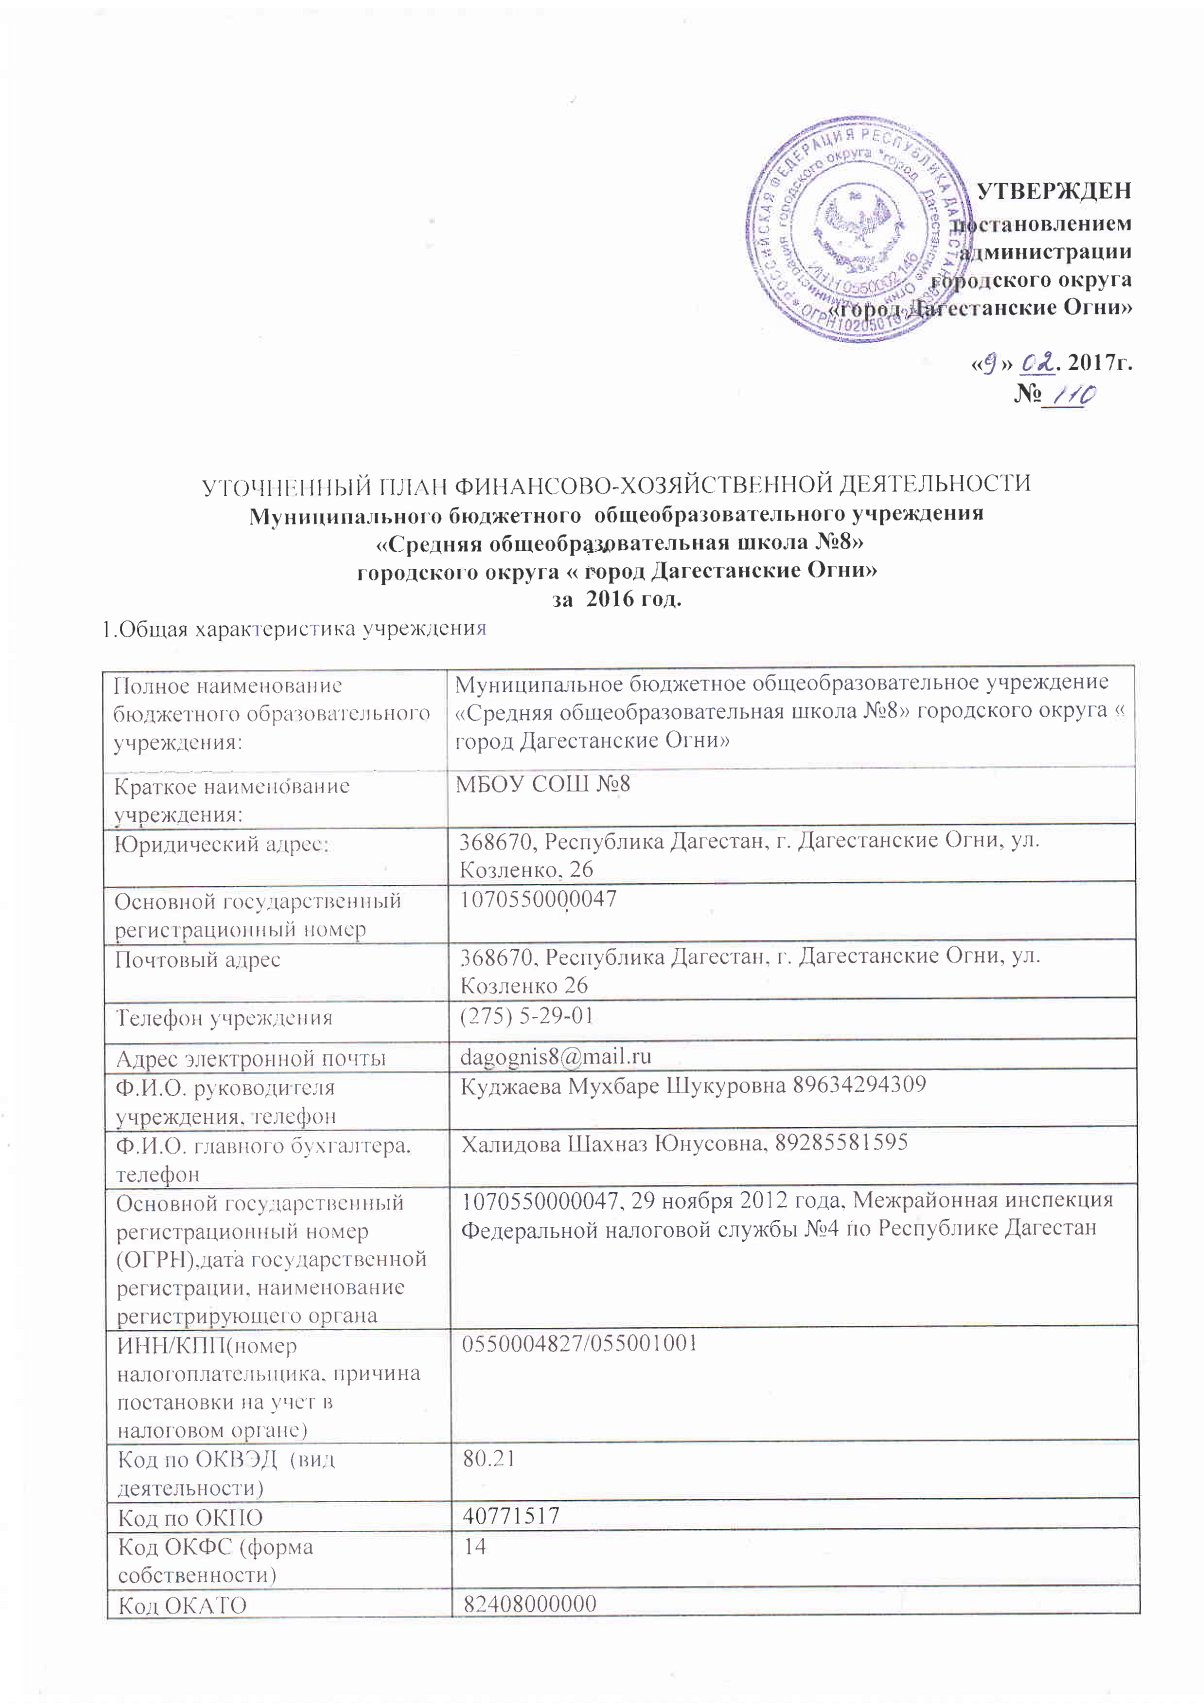 РОССИЙСКАЯ ФЕДЕРАЦИЯ РЕСПУБЛИКА ДАГЕСТАН
ИНН 0550002146
УТВЕРЖДЕН
постановлением
администрации
городского округа
«город Дагестанские Огни»
«9» 02. 2017г.
№ 110
УТОЧНЕННЫЙ ПЛАН ФИНАНСОВО-ХОЗЯЙСТВЕННОЙ ДЕЯТЕЛЬНОСТИ
Муниципального бюджетного общеобразовательного учреждения
«Средняя общеобразовательная школа №8»
городского округа « город Дагестанские Огни»
за 2016 год.
1.Общая характеристика учреждения
Полное наименование
бюджетного образовательного
учреждения:
Муниципальное бюджетное общеобразовательное учреждение
«Средняя общеобразовательная школа №8» городского округа «
город Дагестанские Огни»
Краткое наименование
учреждения:
МБОУ СОШ №8
Юридический адрес:
368670, Республика Дагестан, г. Дагестанские Огни, ул.
Козленко, 26
Основной государственный
регистрационный номер
1070550000047
Почтовый адрес
368670, Республика Дагестан, г. Дагестанские Огни, ул.
Козленко 26
Телефон учреждения
(275) 5-29-01
Адрес электронной почты
dagognis8@mail.ru
Ф.И.О. руководителя
учреждения, телефон
Куджаева Мухбаре Шукуровна 89634294309
Ф.И.О. главного бухгалтера,
телефон
Халидова Шахназ Юнусовна, 89285581595
Основной государственный
регистрационный номер
(ОГРН),дата государственной
регистрации, наименование
регистрирующего органа
1070550000047, 29 ноября 2012 года, Межрайонная инспекция
Федеральной налоговой службы №4 по Республике Дагестан
ИНН/КПП(номер
налогоплательщика, причина
постановки на учет в
налоговом органе)
0550004827/055001001
Код по ОКВЭД (вид
деятельности)
80.21
Код по ОКПО
40771517
Код ОКФС (форма
собственности)
14
Код ОКАТО
82408000000